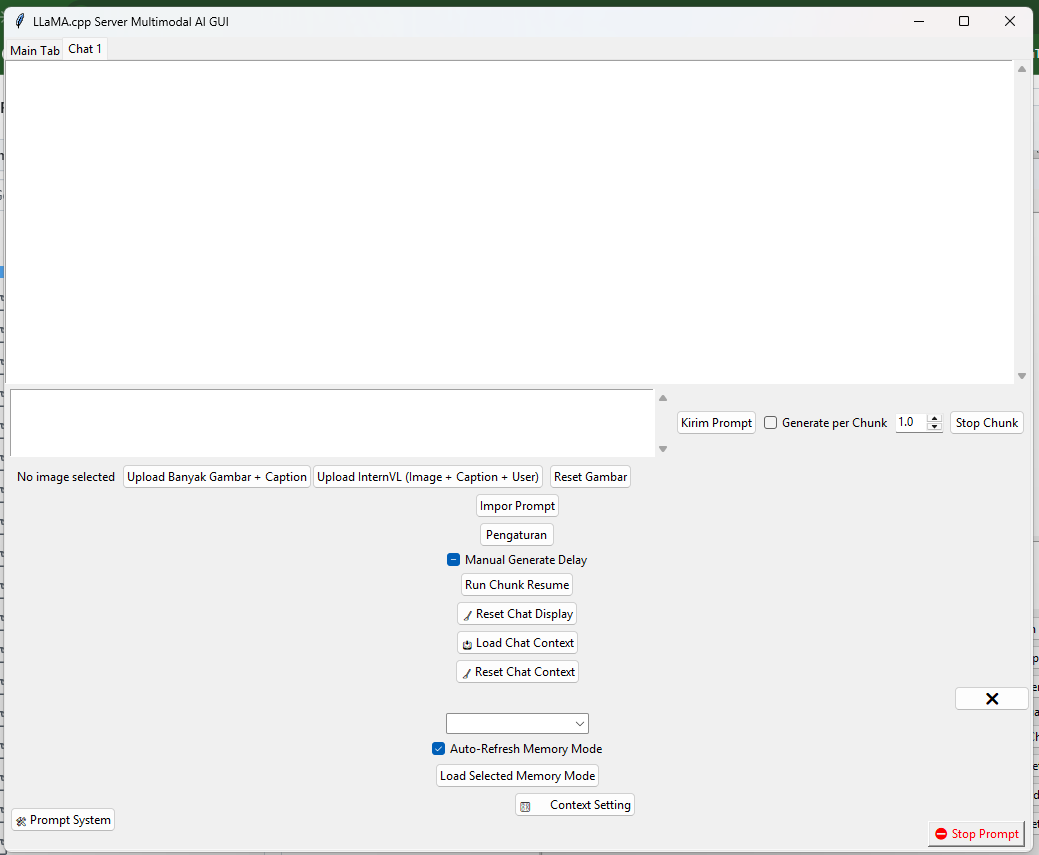 LLaMA.cpp Server Multimodal AI GUI
Main Tab Chat 1
Kirim Prompt Generate per Chunk 1.0 Stop Chunk
No image selected Upload Banyak Gambar + Caption Upload InternVL (Image + Caption + User) Reset Gambar
Impor Prompt
Pengaturan
Manual Generate Delay
Run Chunk Resume
Reset Chat Display
Load Chat Context
Reset Chat Context
Auto-Refresh Memory Mode
Load Selected Memory Mode
Context Setting
Prompt System
Stop Prompt